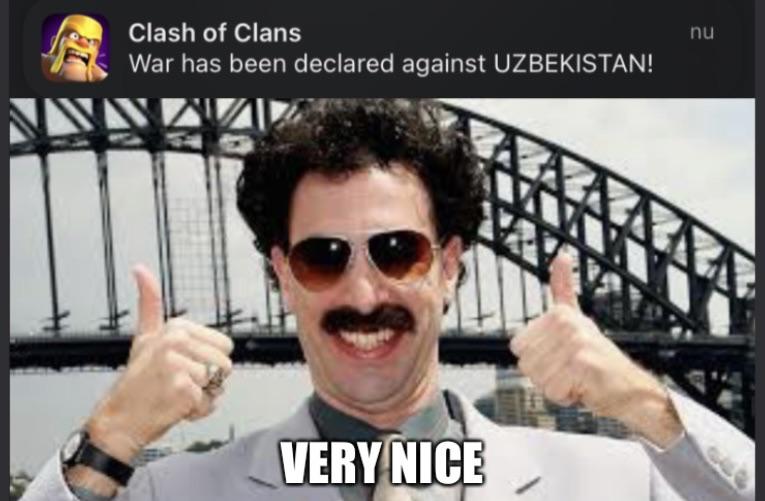 Clash of Clans
nu
War has been declared against UZBEKISTAN!
VERY NICE